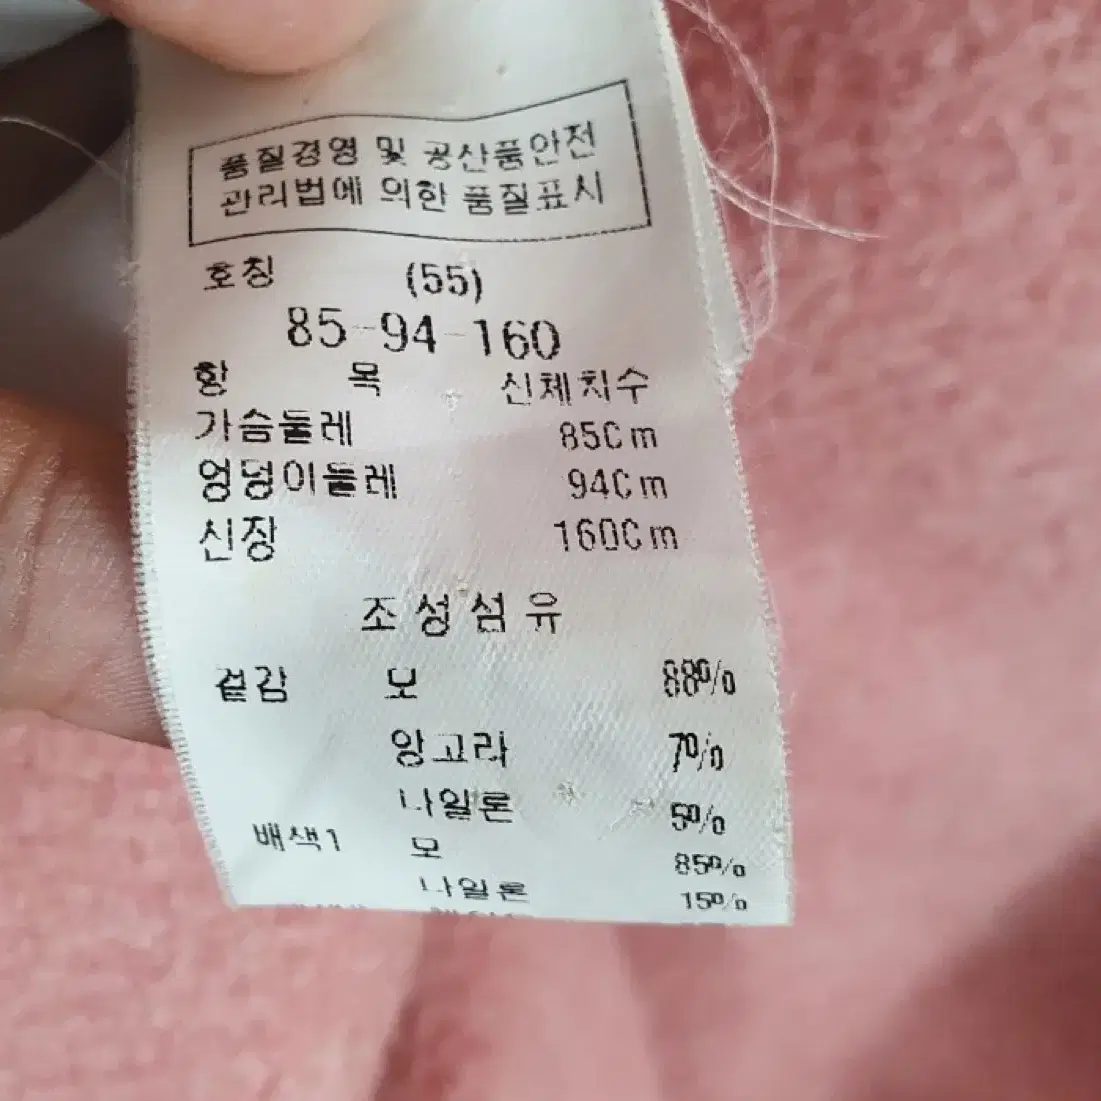 품질경영 및 공산품안전
관리법에 의한 품질표시
호칭 (55)
85-94-160
항 목 신체치수
가슴둘레 85Cm
엉덩이둘레 94Cm
신장 160Cm
조성섬유
겉감 모 88%
앙고라 7%
나일론 5%
배색1 모 85%
나일론 15%